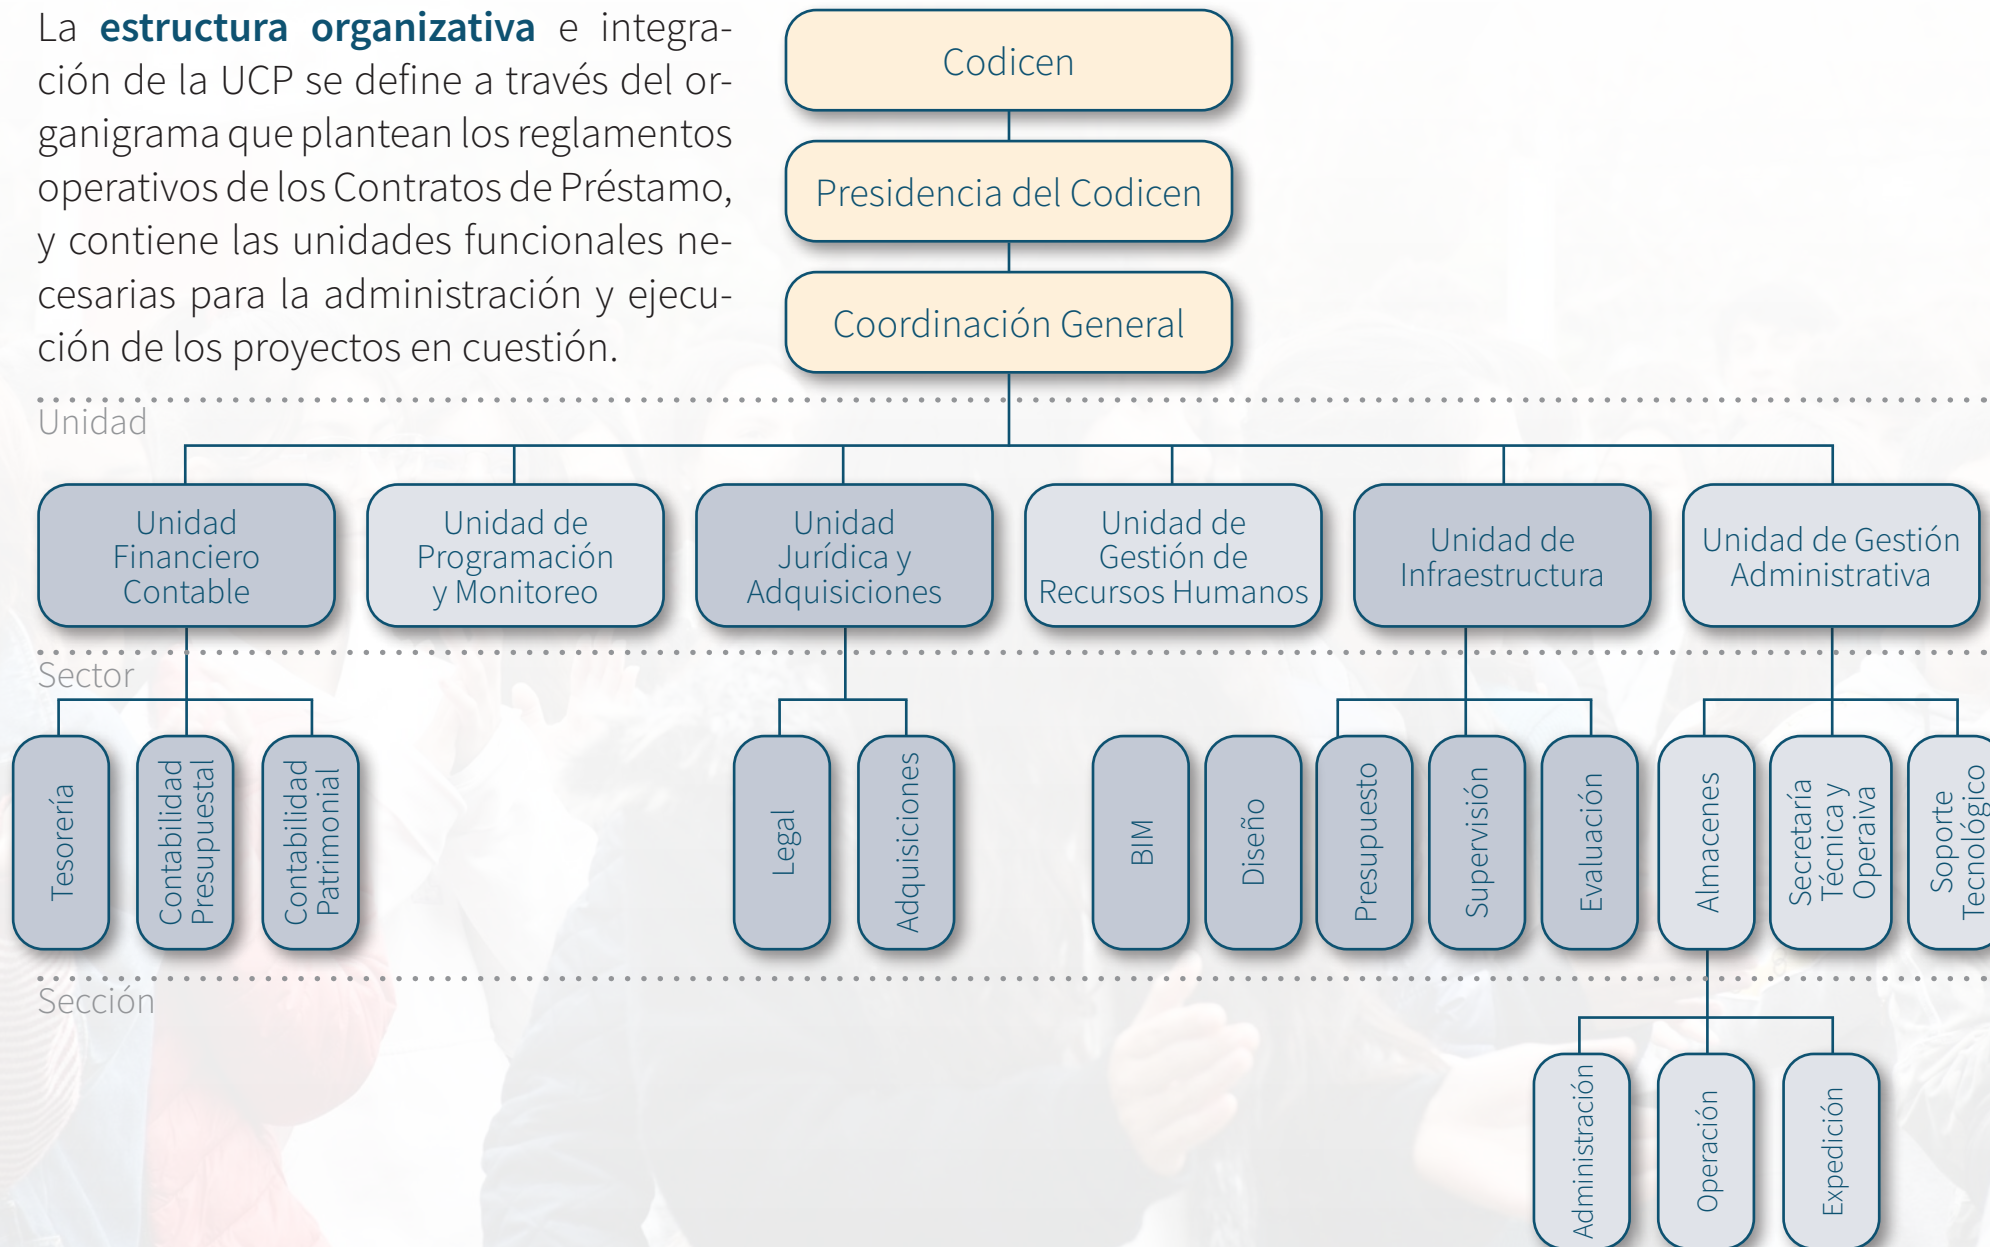 La estructura organizativa e integra-
ción de la UCP se define a través del or-
ganigrama que plantean los reglamentos
operativos de los Contratos de Préstamo,
y contiene las unidades funcionales ne-
cesarias para la administración y ejecu-
ción de los proyectos en cuestión.
Codicen
Presidencia del Codicen
Coordinación General
Unidad
Unidad
Financiero
Contable
Unidad de
Programación
y Monitoreo
Unidad
Jurídica y
Adquisiciones
Unidad de
Gestión de
Recursos Humanos
Unidad de
Infraestructura
Unidad de Gestión
Administrativa
Sector
Tesorería
Contabilidad
Presupuestal
Contabilidad
Patrimonial
Legal
Adquisiciones
BIM
Diseño
Presupuesto
Supervisión
Evaluación
Almacenes
Secretaría
Técnica y
Operaiva
Soporte
Tecnológico
Sección
Administración
Operación
Expedición